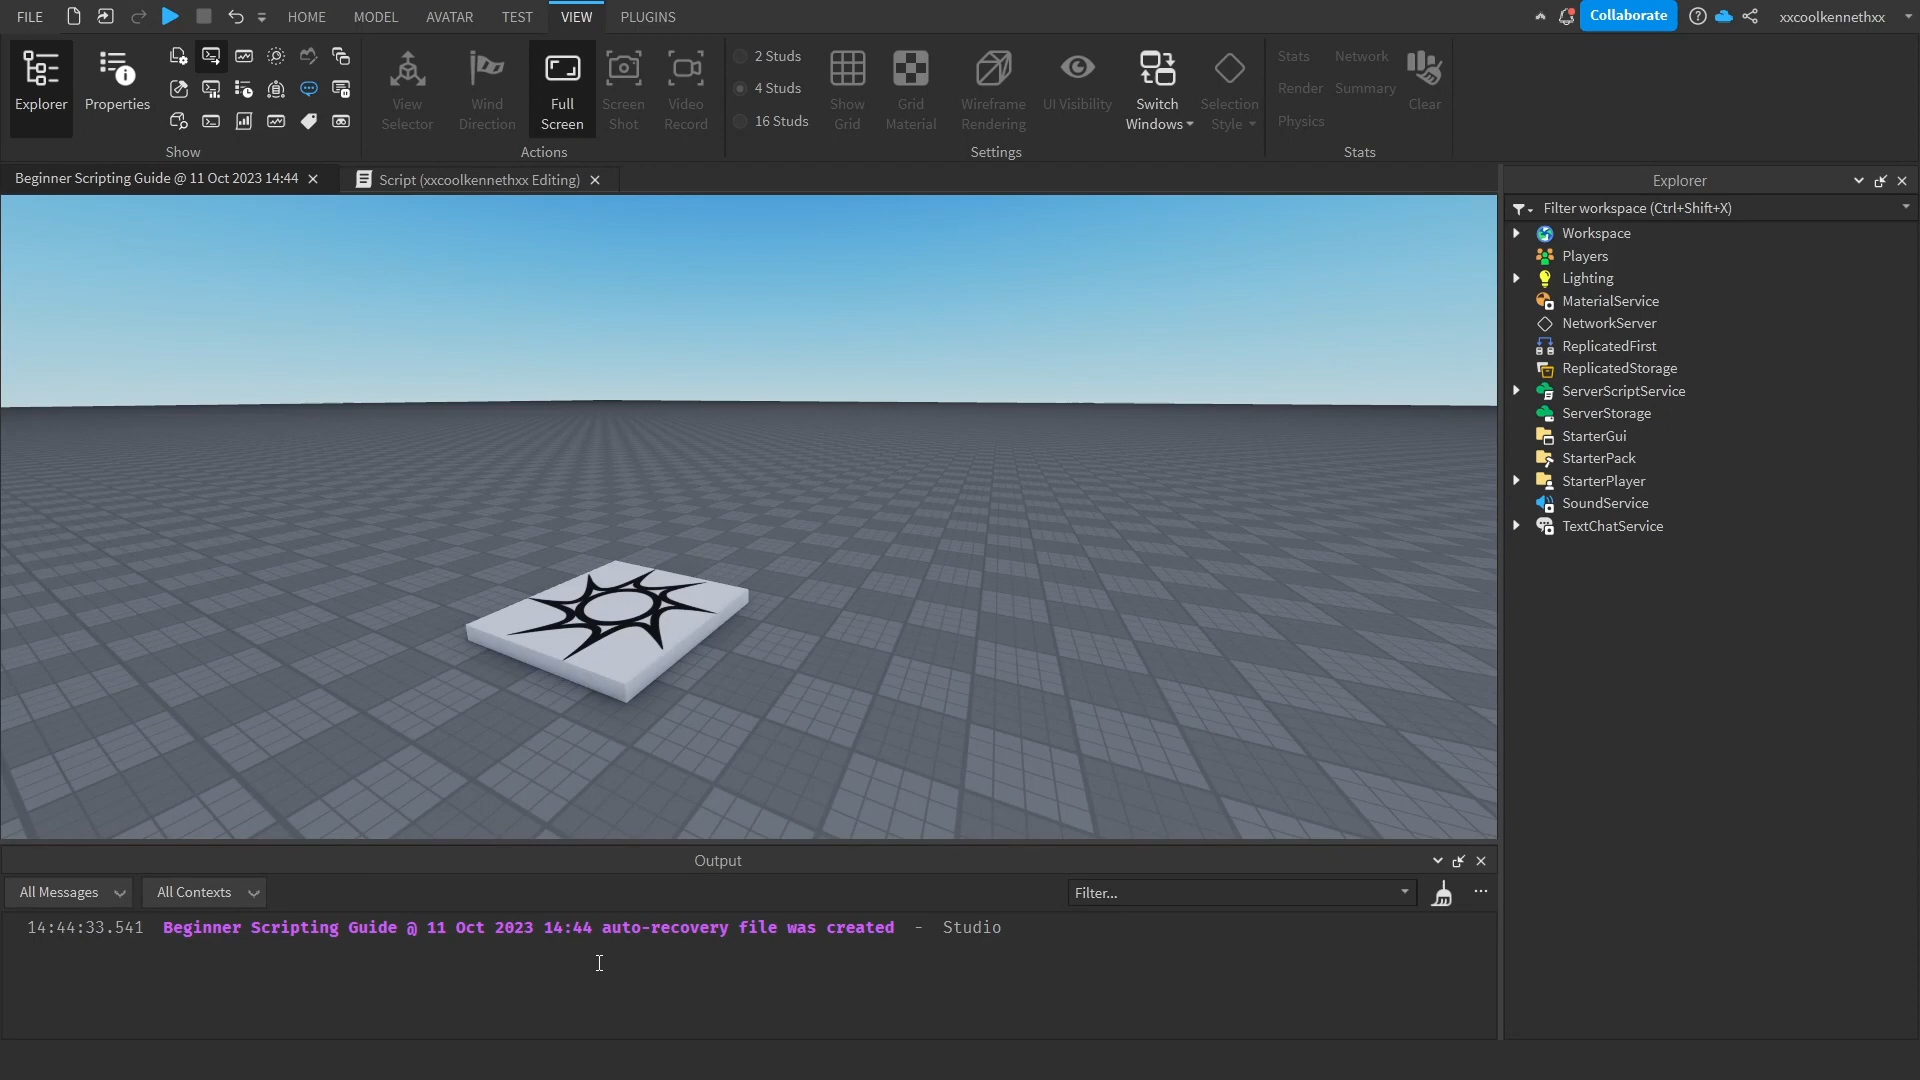 FILE HOME MODEL AVATAR TEST VIEW PLUGINS Collaborate xxcoolkennethxx
Explorer Properties
View Selector
Wind Direction
Full Screen
Screen Shot
Video Record
2 Studs
4 Studs
16 Studs
Show Grid
Grid Material
Wireframe Rendering
UI Visibility
Switch Windows
Selection Style
Stats Network
Render Summary
Physics
Clear
Show Actions Settings Stats
Beginner Scripting Guide @ 11 Oct 2023 14:44
Script (xxcoolkennethxx Editing)
Explorer
Filter workspace (Ctrl+Shift+X)
Workspace
Players
Lighting
MaterialService
NetworkServer
ReplicatedFirst
ReplicatedStorage
ServerScriptService
ServerStorage
StarterGui
StarterPack
StarterPlayer
SoundService
TextChatService
Output
All Messages All Contexts Filter...
14:44:33.541 Beginner Scripting Guide @ 11 Oct 2023 14:44 auto-recovery file was created - Studio